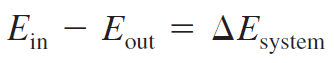 E_in − E_out = ΔE_system